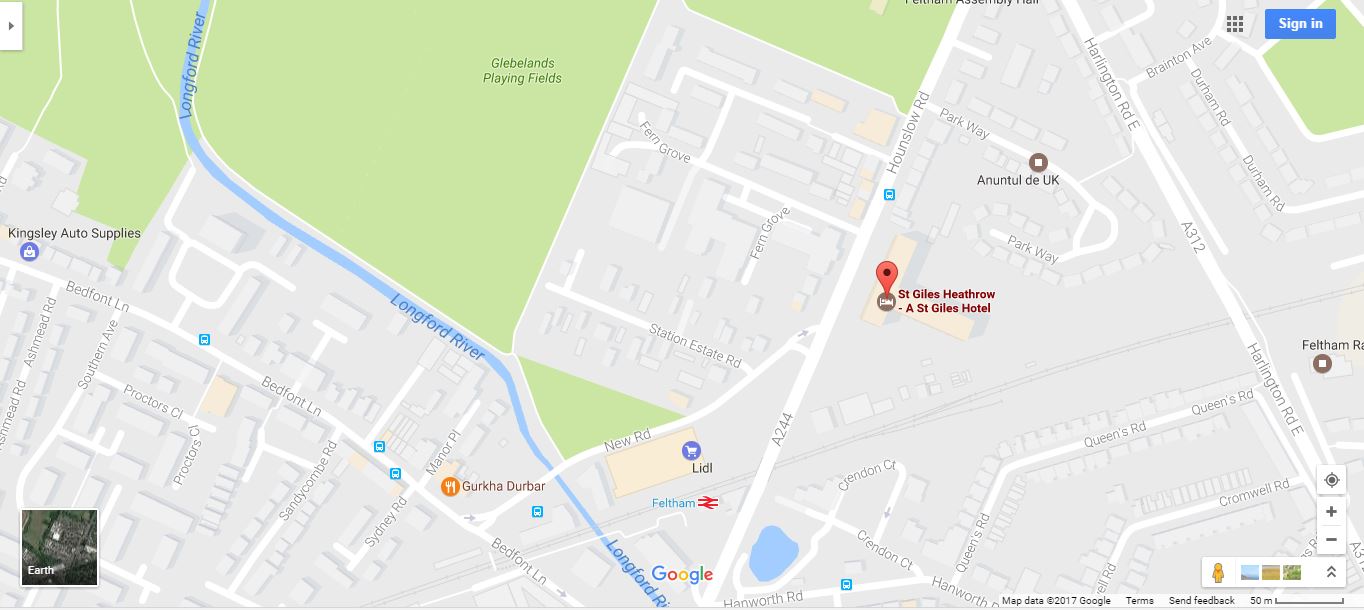 Feltham Assembly Hall
Sign in
Longford River
Glebelands
Playing Fields
Brainton Ave
Harlington Rd E
Durham Rd
Durham Rd
Hounslow Rd
Park Way
Fern Grove
Anuntul de UK
Kingsley Auto Supplies
Fern Grove
Park Way
A312
Bedfont Ln
Longford River
St Giles Heathrow
- A St Giles Hotel
Station Estate Rd
Feltham Ra
Ashmead Rd
Southern Ave
Harlington Rd E
Bedfont Ln
Proctors Cl
Queen's Rd
Ashmead Rd
Proctors Cl
Manor Pl
New Rd
A244
Queen's Rd
Lidl
Crendon Ct
Sandycombe Rd
Gurkha Durbar
Feltham
Cromwell Rd
Sydney Rd
Queen's Rd
Crendon Ct
Bedfont Ln
Longford River
Earth
Google
Hanworth Rd
Hanworth Rd
Map data ©2017 Google
Terms
Send feedback
50 m